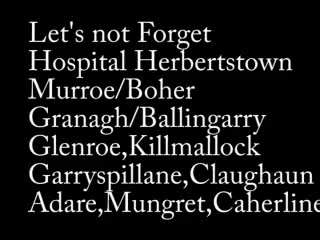 Let's not Forget
Hospital Herbertstown
Murroe/Boher
Granagh/Ballingarry
Glenroe,Killmallock
Garryspillane,Claughaun
Adare,Mungret,Caherline